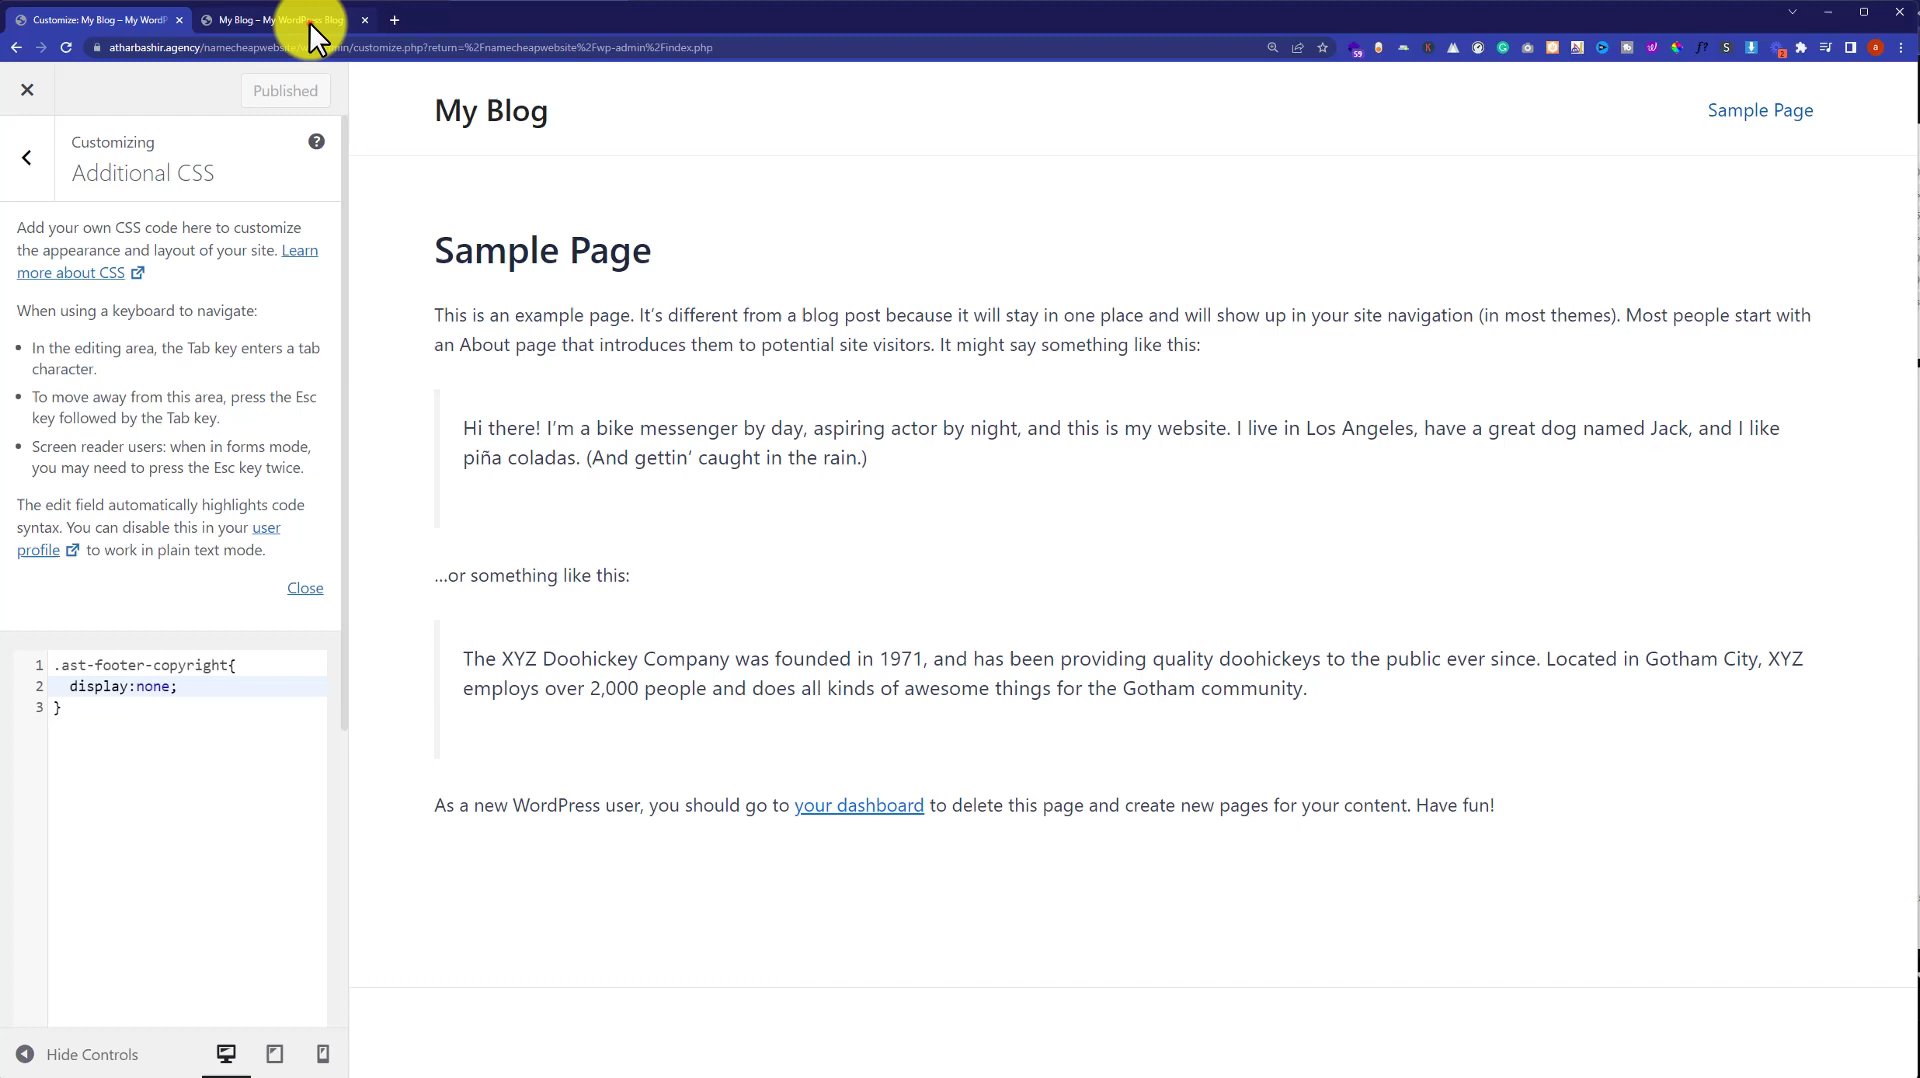 Customize: My Blog – My WordP
My Blog – My WordPress Blog
atharbashir.agency/namecheapwebsite/wp-admin/customize.php?return=%2Fnamecheapwebsite%2Fwp-admin%2Findex.php
59
2
a
Published
Customizing
Additional CSS
Add your own CSS code here to customize
the appearance and layout of your site. Learn
more about CSS
When using a keyboard to navigate:
• In the editing area, the Tab key enters a tab
character.
• To move away from this area, press the Esc
key followed by the Tab key.
• Screen reader users: when in forms mode,
you may need to press the Esc key twice.
The edit field automatically highlights code
syntax. You can disable this in your user
profile to work in plain text mode.
Close
1 .ast-footer-copyright{
2 display:none;
3 }
Hide Controls
My Blog
Sample Page
Sample Page
This is an example page. It’s different from a blog post because it will stay in one place and will show up in your site navigation (in most themes). Most people start with
an About page that introduces them to potential site visitors. It might say something like this:
Hi there! I’m a bike messenger by day, aspiring actor by night, and this is my website. I live in Los Angeles, have a great dog named Jack, and I like
piña coladas. (And gettin’ caught in the rain.)
…or something like this:
The XYZ Doohickey Company was founded in 1971, and has been providing quality doohickeys to the public ever since. Located in Gotham City, XYZ
employs over 2,000 people and does all kinds of awesome things for the Gotham community.
As a new WordPress user, you should go to your dashboard to delete this page and create new pages for your content. Have fun!